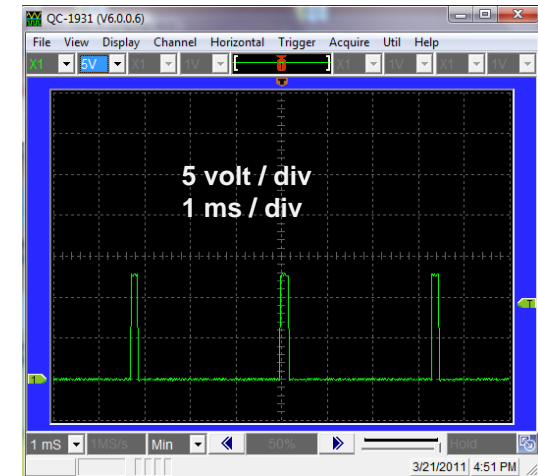 QC-1931 (V6.0.0.6)
File View Display Channel Horizontal Trigger Acquire Util Help
X1 5V X1 1V X1 1V X1 1V
5 volt / div
1 ms / div
T
1
1 mS 1MS/s Min 50% Hold
3/21/2011 4:51 PM